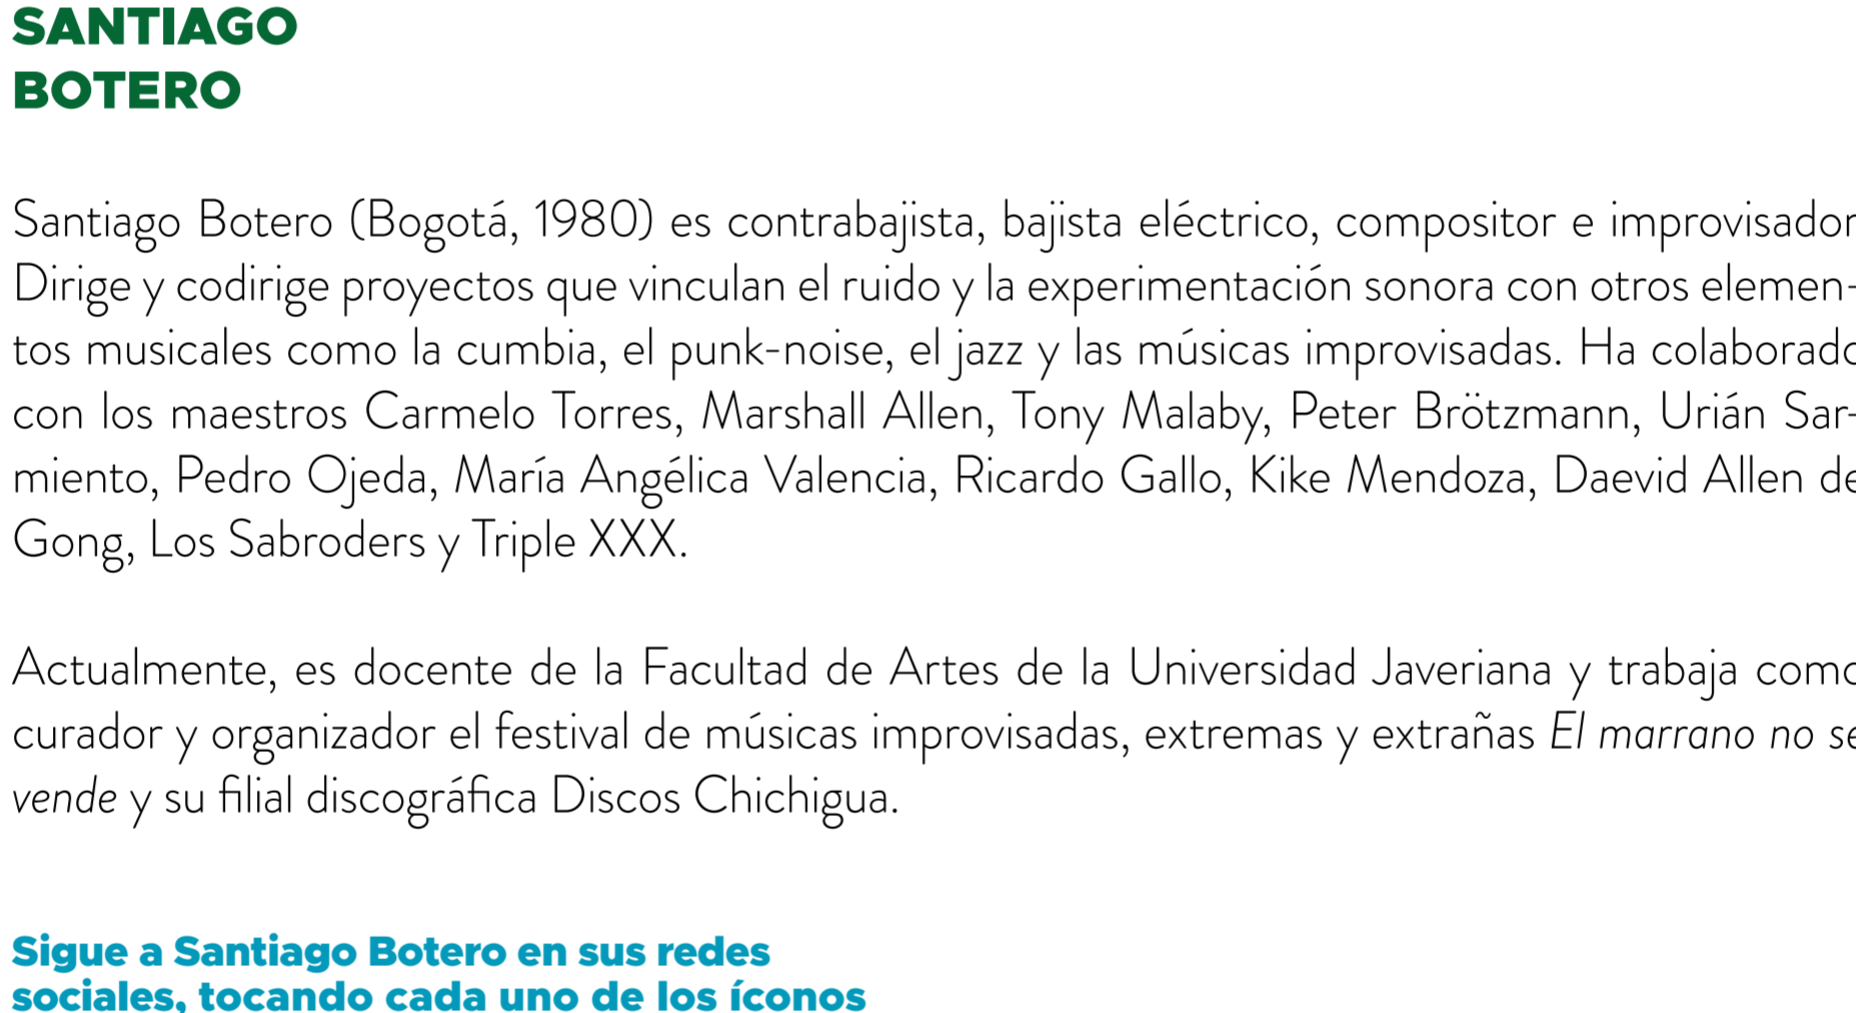 SANTIAGO
BOTERO
Santiago Botero (Bogotá, 1980) es contrabajista, bajista eléctrico, compositor e improvisador
Dirige y codirige proyectos que vinculan el ruido y la experimentación sonora con otros elemen-
tos musicales como la cumbia, el punk-noise, el jazz y las músicas improvisadas. Ha colaborado
con los maestros Carmelo Torres, Marshall Allen, Tony Malaby, Peter Brötzmann, Urián Sar-
miento, Pedro Ojeda, María Angélica Valencia, Ricardo Gallo, Kike Mendoza, Daevid Allen de
Gong, Los Sabroders y Triple XXX.
Actualmente, es docente de la Facultad de Artes de la Universidad Javeriana y trabaja como
curador y organizador el festival de músicas improvisadas, extremas y extrañas El marrano no se
vende y su filial discográfica Discos Chichigua.
Sigue a Santiago Botero en sus redes
sociales, tocando cada uno de los íconos